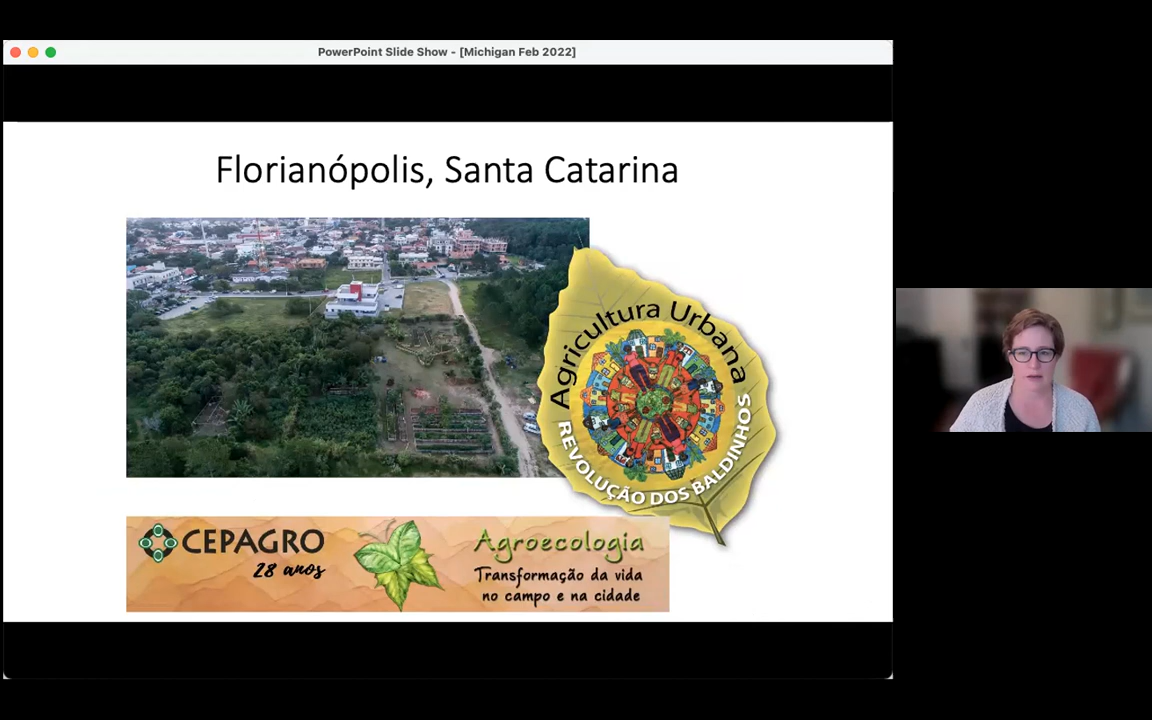 PowerPoint Slide Show - [Michigan Feb 2022]
Florianópolis, Santa Catarina
Agricultura Urbana
REVOLUÇÃO DOS BALDINHOS
CEPAGRO
28 anos
Agroecologia
Transformação da vida
no campo e na cidade